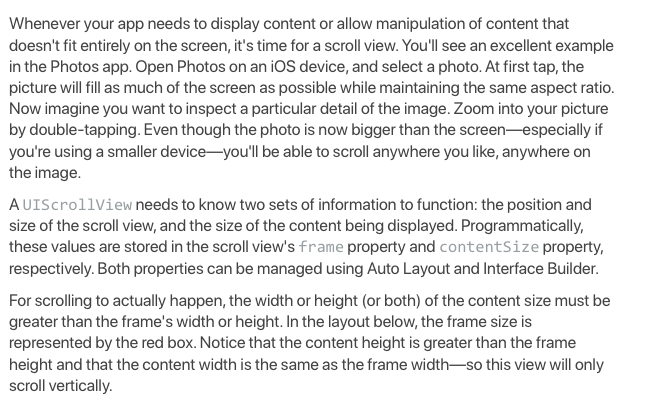 Whenever your app needs to display content or allow manipulation of content that
doesn't fit entirely on the screen, it's time for a scroll view. You'll see an excellent example
in the Photos app. Open Photos on an iOS device, and select a photo. At first tap, the
picture will fill as much of the screen as possible while maintaining the same aspect ratio.
Now imagine you want to inspect a particular detail of the image. Zoom into your picture
by double-tapping. Even though the photo is now bigger than the screen—especially if
you're using a smaller device—you'll be able to scroll anywhere you like, anywhere on
the image.
A UIScrollView needs to know two sets of information to function: the position and
size of the scroll view, and the size of the content being displayed. Programmatically,
these values are stored in the scroll view's frame property and contentSize property,
respectively. Both properties can be managed using Auto Layout and Interface Builder.
For scrolling to actually happen, the width or height (or both) of the content size must be
greater than the frame's width or height. In the layout below, the frame size is
represented by the red box. Notice that the content height is greater than the frame
height and that the content width is the same as the frame width—so this view will only
scroll vertically.